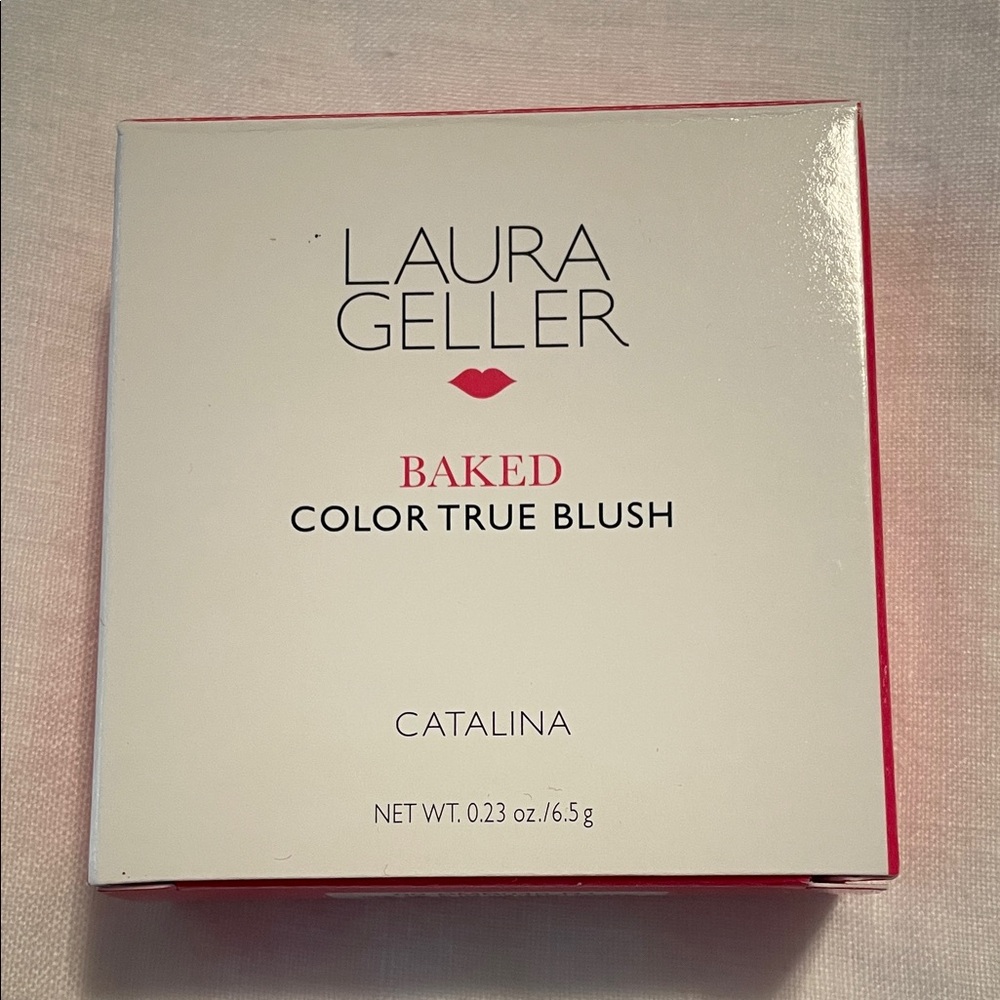 LAURA
GELLER
BAKED
COLOR TRUE BLUSH
CATALINA
NET WT. 0.23 oz./6.5 g